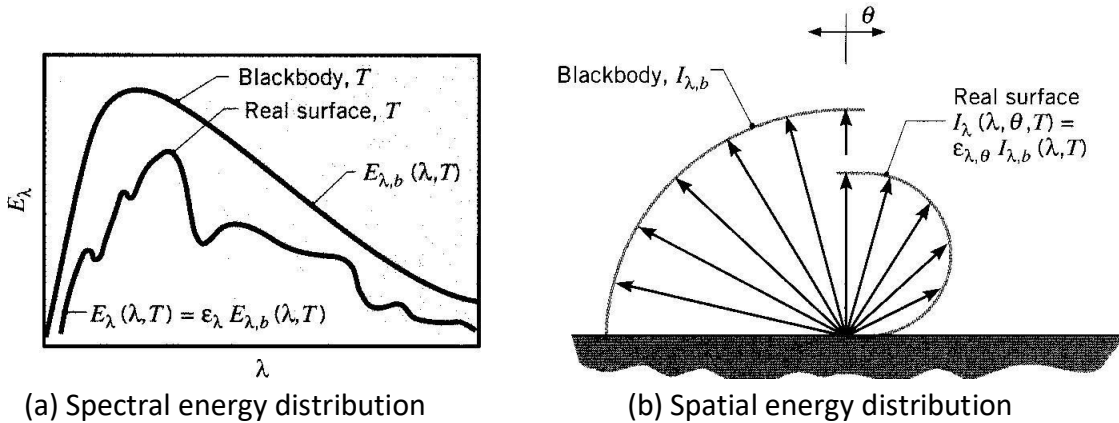 Blackbody, T
Real surface, T
E_λ,b (λ,T)
E_λ
E_λ (λ,T) = ε_λ E_λ,b (λ,T)
λ
(a) Spectral energy distribution
θ
Blackbody, I_λ,b
Real surface
I_λ (λ, θ, T) =
ε_λ,θ I_λ,b (λ,T)
(b) Spatial energy distribution